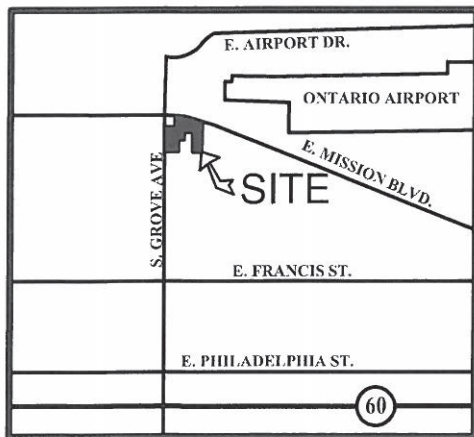 E. AIRPORT DR.
ONTARIO AIRPORT
E. MISSION BLVD.
SITE
S. GROVE AVE
E. FRANCIS ST.
E. PHILADELPHIA ST.
60